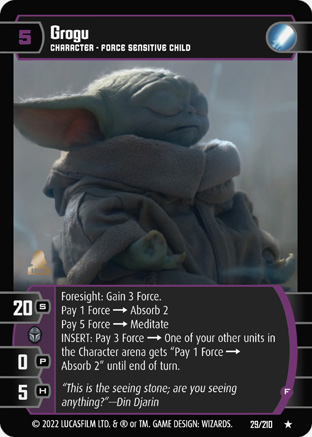 5 Grogu
CHARACTER · FORCE SENSITIVE CHILD
20 S
0 P
5 H
Foresight: Gain 3 Force.
Pay 1 Force → Absorb 2
Pay 5 Force → Meditate
INSERT: Pay 3 Force → One of your other units in
the Character arena gets “Pay 1 Force →
Absorb 2” until end of turn.
“This is the seeing stone; are you seeing
anything?”—Din Djarin
F
© 2022 LUCASFILM LTD. & ® or TM. GAME DESIGN: WIZARDS. 29/210 ★